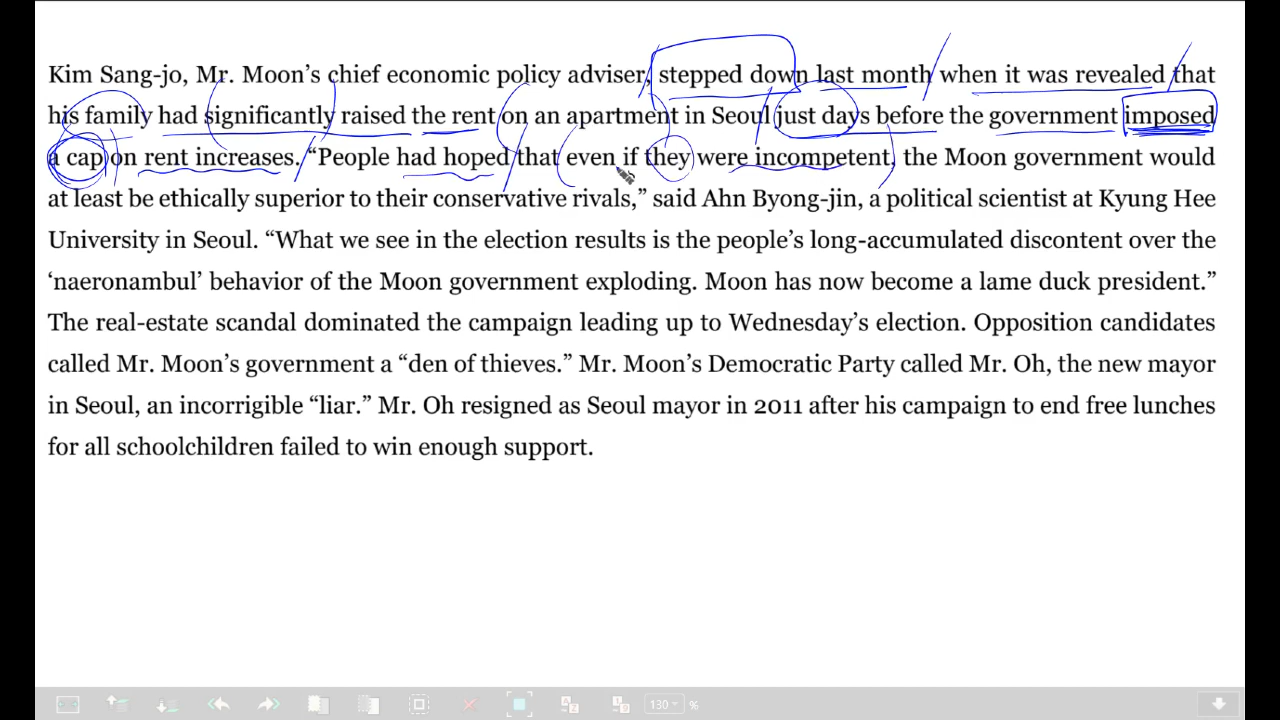 Kim Sang-jo, Mr. Moon’s chief economic policy adviser, stepped down last month when it was revealed that
his family had significantly raised the rent on an apartment in Seoul just days before the government imposed
a cap on rent increases. “People had hoped that even if they were incompetent, the Moon government would
at least be ethically superior to their conservative rivals,” said Ahn Byong-jin, a political scientist at Kyung Hee
University in Seoul. “What we see in the election results is the people’s long-accumulated discontent over the
‘naeronambul’ behavior of the Moon government exploding. Moon has now become a lame duck president.”
The real-estate scandal dominated the campaign leading up to Wednesday’s election. Opposition candidates
called Mr. Moon’s government a “den of thieves.” Mr. Moon’s Democratic Party called Mr. Oh, the new mayor
in Seoul, an incorrigible “liar.” Mr. Oh resigned as Seoul mayor in 2011 after his campaign to end free lunches
for all schoolchildren failed to win enough support.
130 %